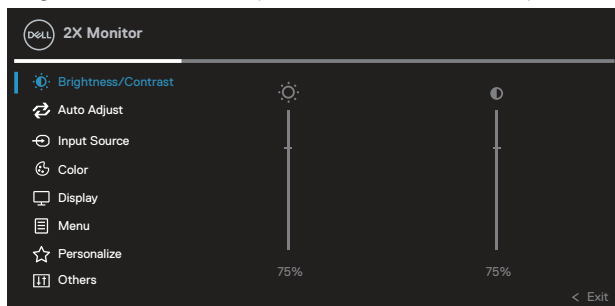 DELL
2X Monitor
Brightness/Contrast
Auto Adjust
Input Source
Color
Display
Menu
Personalize
Others
75%
75%
< Exit